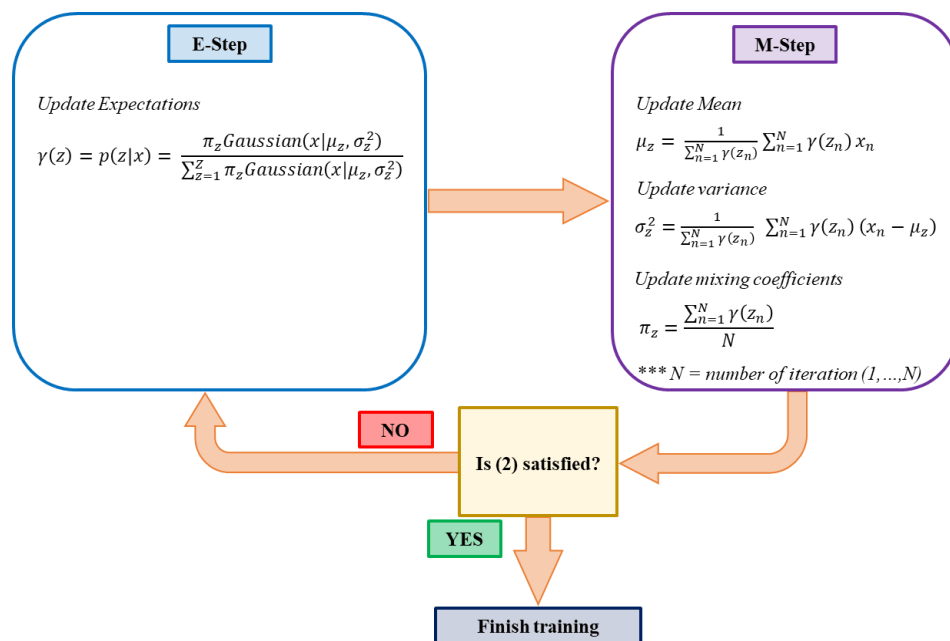 E-Step
Update Expectations
γ(z) = p(z|x) = π_z Gaussian(x|μ_z, σ_z^2) / ∑_{z=1}^{Z} π_z Gaussian(x|μ_z, σ_z^2)
M-Step
Update Mean
μ_z = 1 / ∑_{n=1}^{N} γ(z_n) ∑_{n=1}^{N} γ(z_n) x_n
Update variance
σ_z^2 = 1 / ∑_{n=1}^{N} γ(z_n) ∑_{n=1}^{N} γ(z_n) (x_n − μ_z)
Update mixing coefficients
π_z = ∑_{n=1}^{N} γ(z_n) / N
*** N = number of iteration (1, ...,N)
NO
Is (2) satisfied?
YES
Finish training